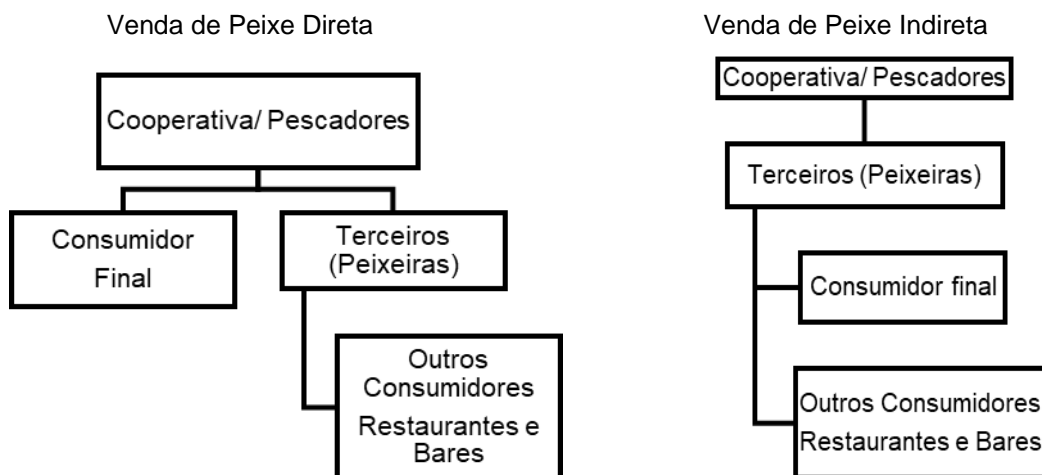 Venda de Peixe Direta
Cooperativa/ Pescadores
Consumidor
Final
Terceiros
(Peixeiras)
Outros
Consumidores
Restaurantes e
Bares
Venda de Peixe Indireta
Cooperativa/ Pescadores
Terceiros (Peixeiras)
Consumidor final
Outros Consumidores
Restaurantes e Bares